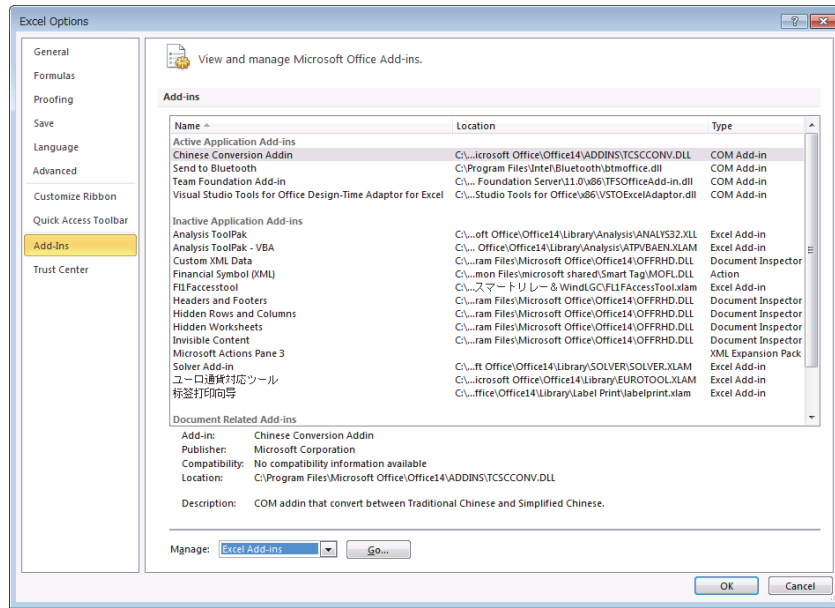 Excel Options
General
Formulas
Proofing
Save
Language
Advanced
Customize Ribbon
Quick Access Toolbar
Add-Ins
Trust Center
View and manage Microsoft Office Add-ins.
Add-ins
Name Location Type
Active Application Add-ins
Chinese Conversion Addin C:\...icrosoft Office\Office14\ADDINS\TCSCCONV.DLL COM Add-in
Send to Bluetooth C:\Program Files\Intel\Bluetooth\btmoffice.dll COM Add-in
Team Foundation Add-in C:\... Foundation Server\11.0\x86\TFSOfficeAdd-in.dll COM Add-in
Visual Studio Tools for Office Design-Time Adaptor for Excel C:\...Studio Tools for Office\x86\VSTOExcelAdaptor.dll COM Add-in
Inactive Application Add-ins
Analysis ToolPak C:\...oft Office\Office14\Library\Analysis\ANALYS32.XLL Excel Add-in
Analysis ToolPak - VBA C:\... Office\Office14\Library\Analysis\ATPVBAEN.XLAM Excel Add-in
Custom XML Data C:\...ram Files\Microsoft Office\Office14\OFFRHD.DLL Document Inspector
Financial Symbol (XML) C:\...mon Files\microsoft shared\Smart Tag\MOFL.DLL Action
Fl1Faccesstool C:\...スマートリレー＆WindLGC\FL1FAccessTool.xlam Excel Add-in
Headers and Footers C:\...ram Files\Microsoft Office\Office14\OFFRHD.DLL Document Inspector
Hidden Rows and Columns C:\...ram Files\Microsoft Office\Office14\OFFRHD.DLL Document Inspector
Hidden Worksheets C:\...ram Files\Microsoft Office\Office14\OFFRHD.DLL Document Inspector
Invisible Content C:\...ram Files\Microsoft Office\Office14\OFFRHD.DLL Document Inspector
Microsoft Actions Pane 3 XML Expansion Pack
Solver Add-in C:\...ft Office\Office14\Library\SOLVER\SOLVER.XLAM Excel Add-in
ユーロ通貨対応ツール C:\...icrosoft Office\Office14\Library\EUROTOOL.XLAM Excel Add-in
标签打印向导 C:\...ffice\Office14\Library\Label Print\labelprint.xlam Excel Add-in
Document Related Add-ins
Add-in: Chinese Conversion Addin
Publisher: Microsoft Corporation
Compatibility: No compatibility information available
Location: C:\Program Files\Microsoft Office\Office14\ADDINS\TCSCCONV.DLL
Description: COM addin that convert between Traditional Chinese and Simplified Chinese.
Manage: Excel Add-ins Go...
OK Cancel